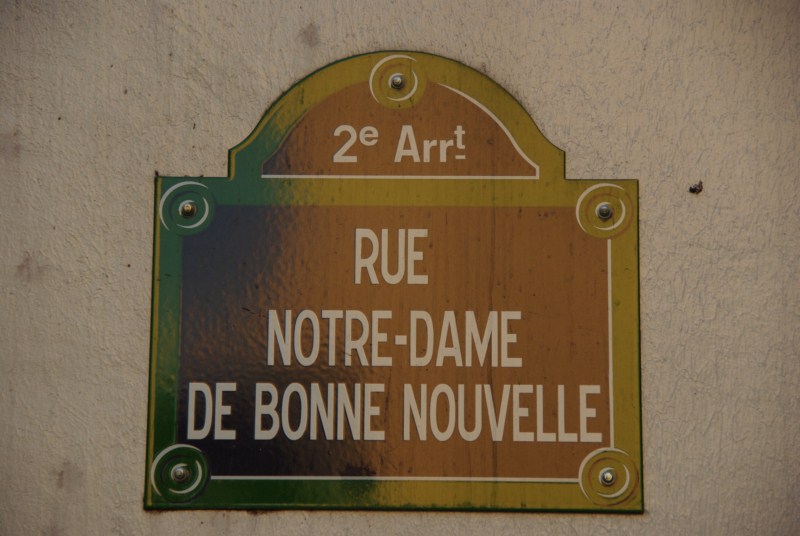 2e Arrt
RUE
NOTRE-DAME
DE BONNE NOUVELLE